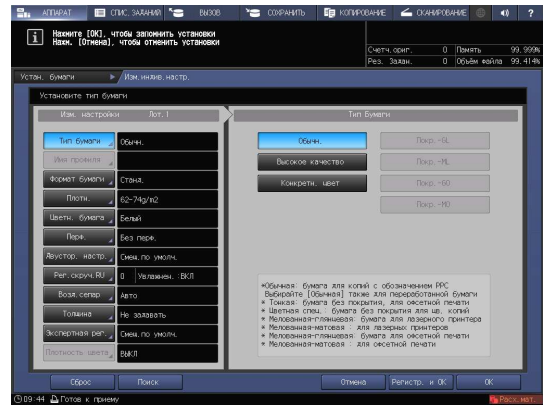 АППАРАТ СПИС. ЗАДАНИЙ ВЫЗОВ СОХРАНИТЬ КОПИРОВАНИЕ СКАНИРОВАНИЕ ?
Нажмите [OK], чтобы запомнить установки
Нажм. [Отмена], чтобы отменить установки
Счетч.ориг. 0 Память 99.999%
Рез. Задан. 0 Объём файла 99.414%
Устан. бумаги Изм.индив.настр.
Установите тип бумаги
Изм. настройки Лот.1 Тип Бумаги
Тип бумаги Обычн. Обычн. Покр.-GL
Имя профиля Высокое качество Покр.-ML
Формат бумаги Станд. Конкретн. цвет Покр.-GO
Плотн. 62-74g/m2 Покр.-MO
Цветн. бумага Белый
Перф. Без перф.
Двустор. настр. Смещ.по умолч.
Рег.скруч.RU 0 Увлажнен. :ВКЛ
Возд.сепар Авто
Толщина Не задавать
Экспертная рег. Смещ.по умолч.
Плотность цвета ВЫКЛ
*Обычная: бумага для копий с обозначением PPC
Выбирайте [Обычная] также для переработанной бумаги
* Тонкая: бумага без покрытия, для офсетной печати
* Цветная спец.: бумага без покрытия для цв. копий
* Мелованная-глянцевая: бумага для лазерного принтера
* Мелованная-матовая : для лазерных принтеров
* Мелованная-глянцевая: бумага для офсетной печати
* Мелованная-матовая : для офсетной печати
Сброс Поиск Отмена Регистр. и ОК OK
09:44 Готов к приему Расх.мат.